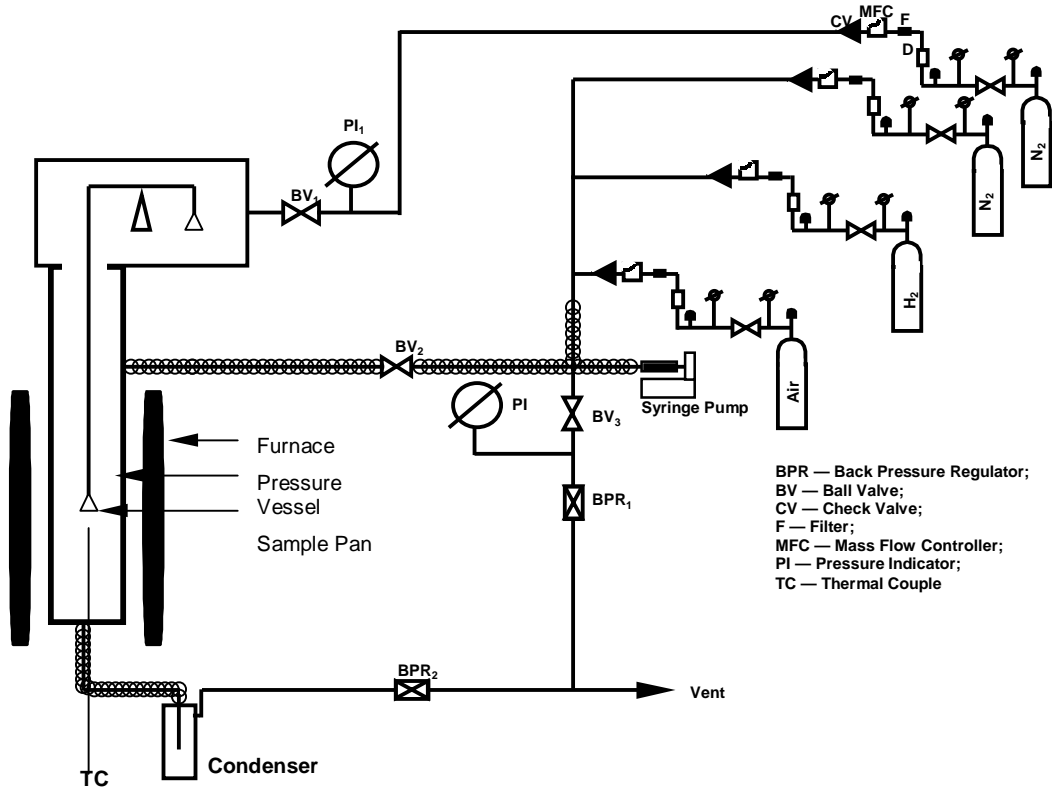 CV MFC F
D
N2
N2
H2
Air
PI1
BV1
BV2
PI
BV3
Syringe Pump
BPR1
Furnace
Pressure
Vessel
Sample Pan
BPR — Back Pressure Regulator;
BV — Ball Valve;
CV — Check Valve;
F — Filter;
MFC — Mass Flow Controller;
PI — Pressure Indicator;
TC — Thermal Couple
BPR2
Vent
Condenser
TC